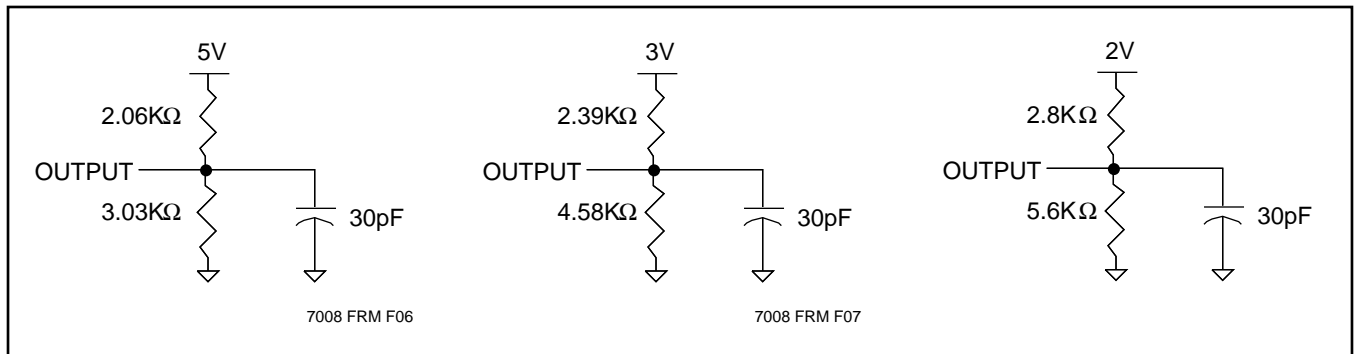 5V
2.06KΩ
OUTPUT
3.03KΩ
30pF
7008 FRM F06
3V
2.39KΩ
OUTPUT
4.58KΩ
30pF
7008 FRM F07
2V
2.8KΩ
OUTPUT
5.6KΩ
30pF